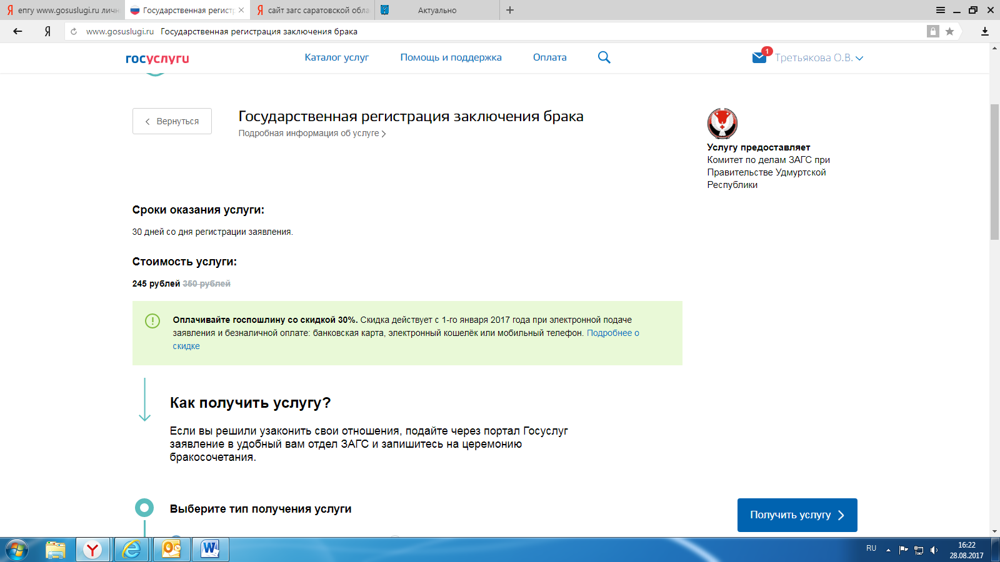 епгу www.gosuslugi.ru личн
Государственная регистр
сайт загс саратовской обла
Актуально
www.gosuslugi.ru Государственная регистрация заключения брака
госуслуги
Каталог услуг
Помощь и поддержка
Оплата
1
Третьякова О.В.
Вернуться
Государственная регистрация заключения брака
Подробная информация об услуге
Услугу предоставляет
Комитет по делам ЗАГС при
Правительстве Удмуртской
Республики
Сроки оказания услуги:
30 дней со дня регистрации заявления.
Стоимость услуги:
245 рублей 350 рублей
Оплачивайте госпошлину со скидкой 30%. Скидка действует с 1-го января 2017 года при электронной подаче
заявления и безналичной оплате: банковская карта, электронный кошелёк или мобильный телефон. Подробнее о
скидке
Как получить услугу?
Если вы решили узаконить свои отношения, подайте через портал Госуслуг
заявление в удобный вам отдел ЗАГС и запишитесь на церемонию
бракосочетания.
Выберите тип получения услуги
Получить услугу
RU
16:22
28.08.2017